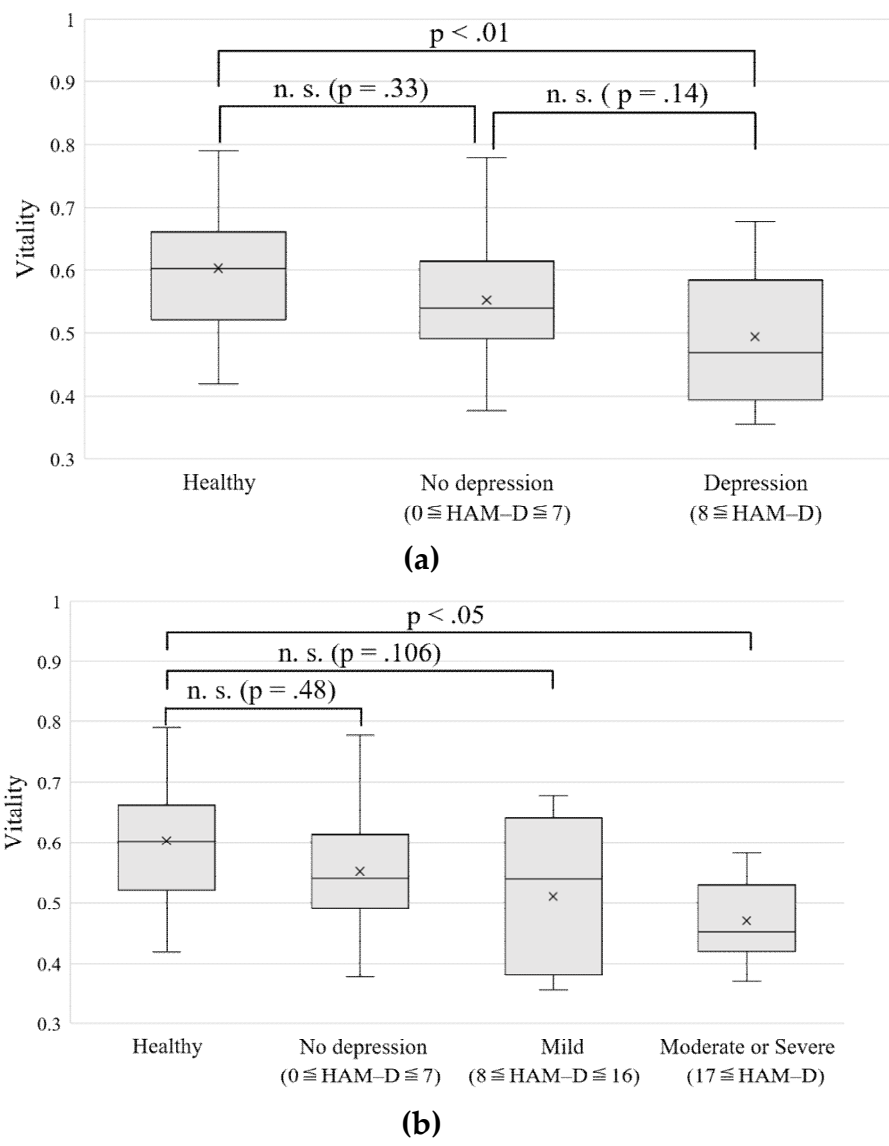 1
p < .01
0.9
n. s. (p = .33)
n. s. ( p = .14)
0.8
0.7
Vitality
0.6
0.5
0.4
0.3
Healthy
No depression
Depression
(0≦HAM–D≦7)
(8≦HAM–D)
(a)
1
p < .05
0.9
n. s. (p = .106)
n. s. (p = .48)
0.8
0.7
Vitality
0.6
0.5
0.4
0.3
Healthy
No depression
Mild
Moderate or Severe
(0≦HAM–D≦7)
(8≦HAM–D≦16)
(17≦HAM–D)
(b)